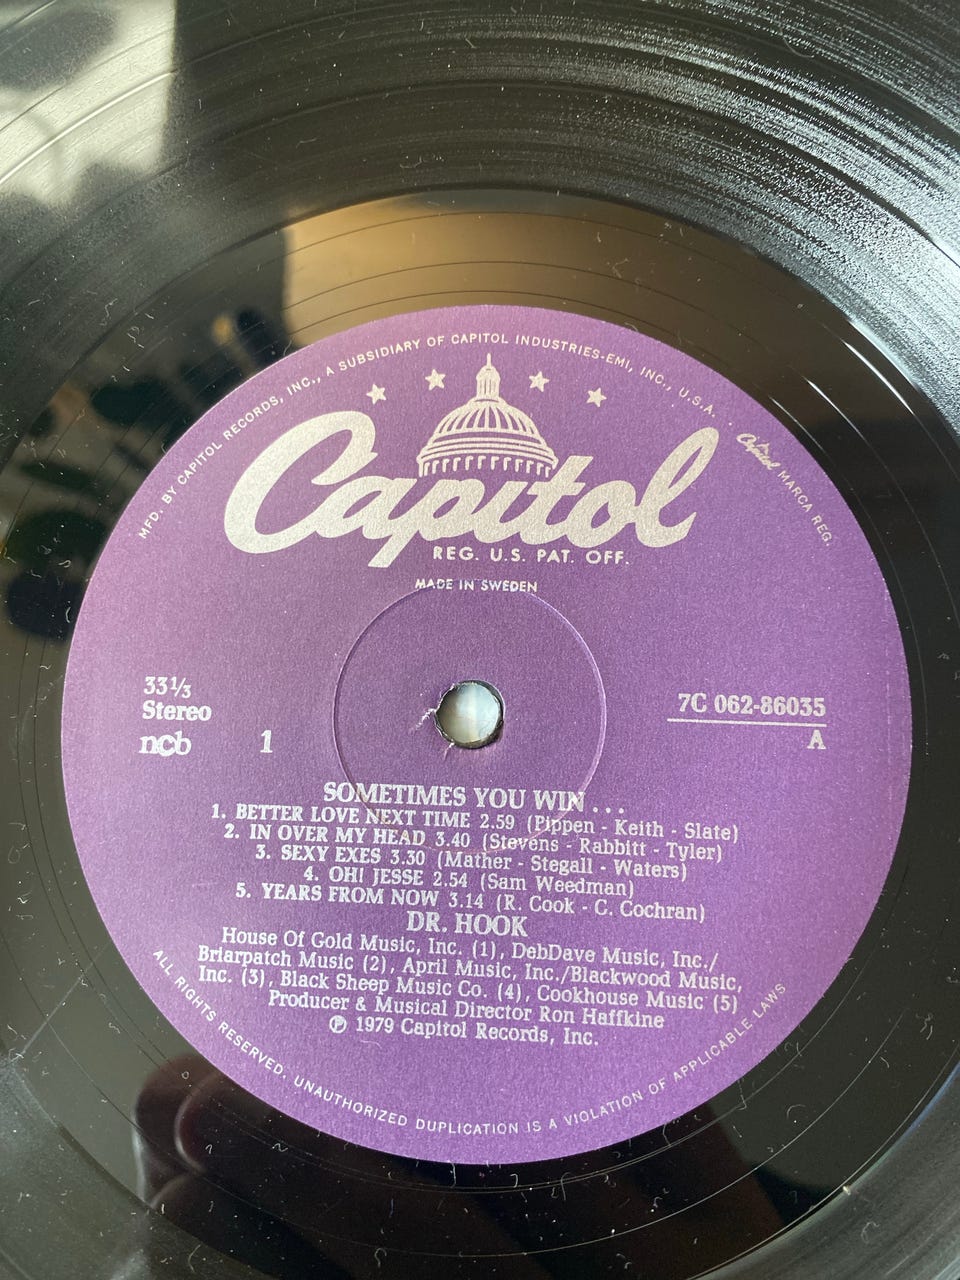 MFD. BY CAPITOL RECORDS, INC., A SUBSIDIARY OF CAPITOL INDUSTRIES-EMI, INC., U.S.A.
Capitol MARCA REG.
Capitol
REG. U.S. PAT. OFF.
MADE IN SWEDEN
33⅓
Stereo
ncb 1
7C 062-86035
A
SOMETIMES YOU WIN . . .
1. BETTER LOVE NEXT TIME 2.59 (Pippen - Keith - Slate)
2. IN OVER MY HEAD 3.40 (Stevens - Rabbitt - Tyler)
3. SEXY EXES 3.30 (Mather - Stegall - Waters)
4. OH! JESSE 2.54 (Sam Weedman)
5. YEARS FROM NOW 3.14 (R. Cook - C. Cochran)
DR. HOOK
House Of Gold Music, Inc. (1), DebDave Music, Inc./
Briarpatch Music (2), April Music, Inc./Blackwood Music,
Inc. (3), Black Sheep Music Co. (4), Cookhouse Music (5)
Producer & Musical Director Ron Haffkine
℗ 1979 Capitol Records, Inc.
ALL RIGHTS RESERVED. UNAUTHORIZED DUPLICATION IS A VIOLATION OF APPLICABLE LAWS